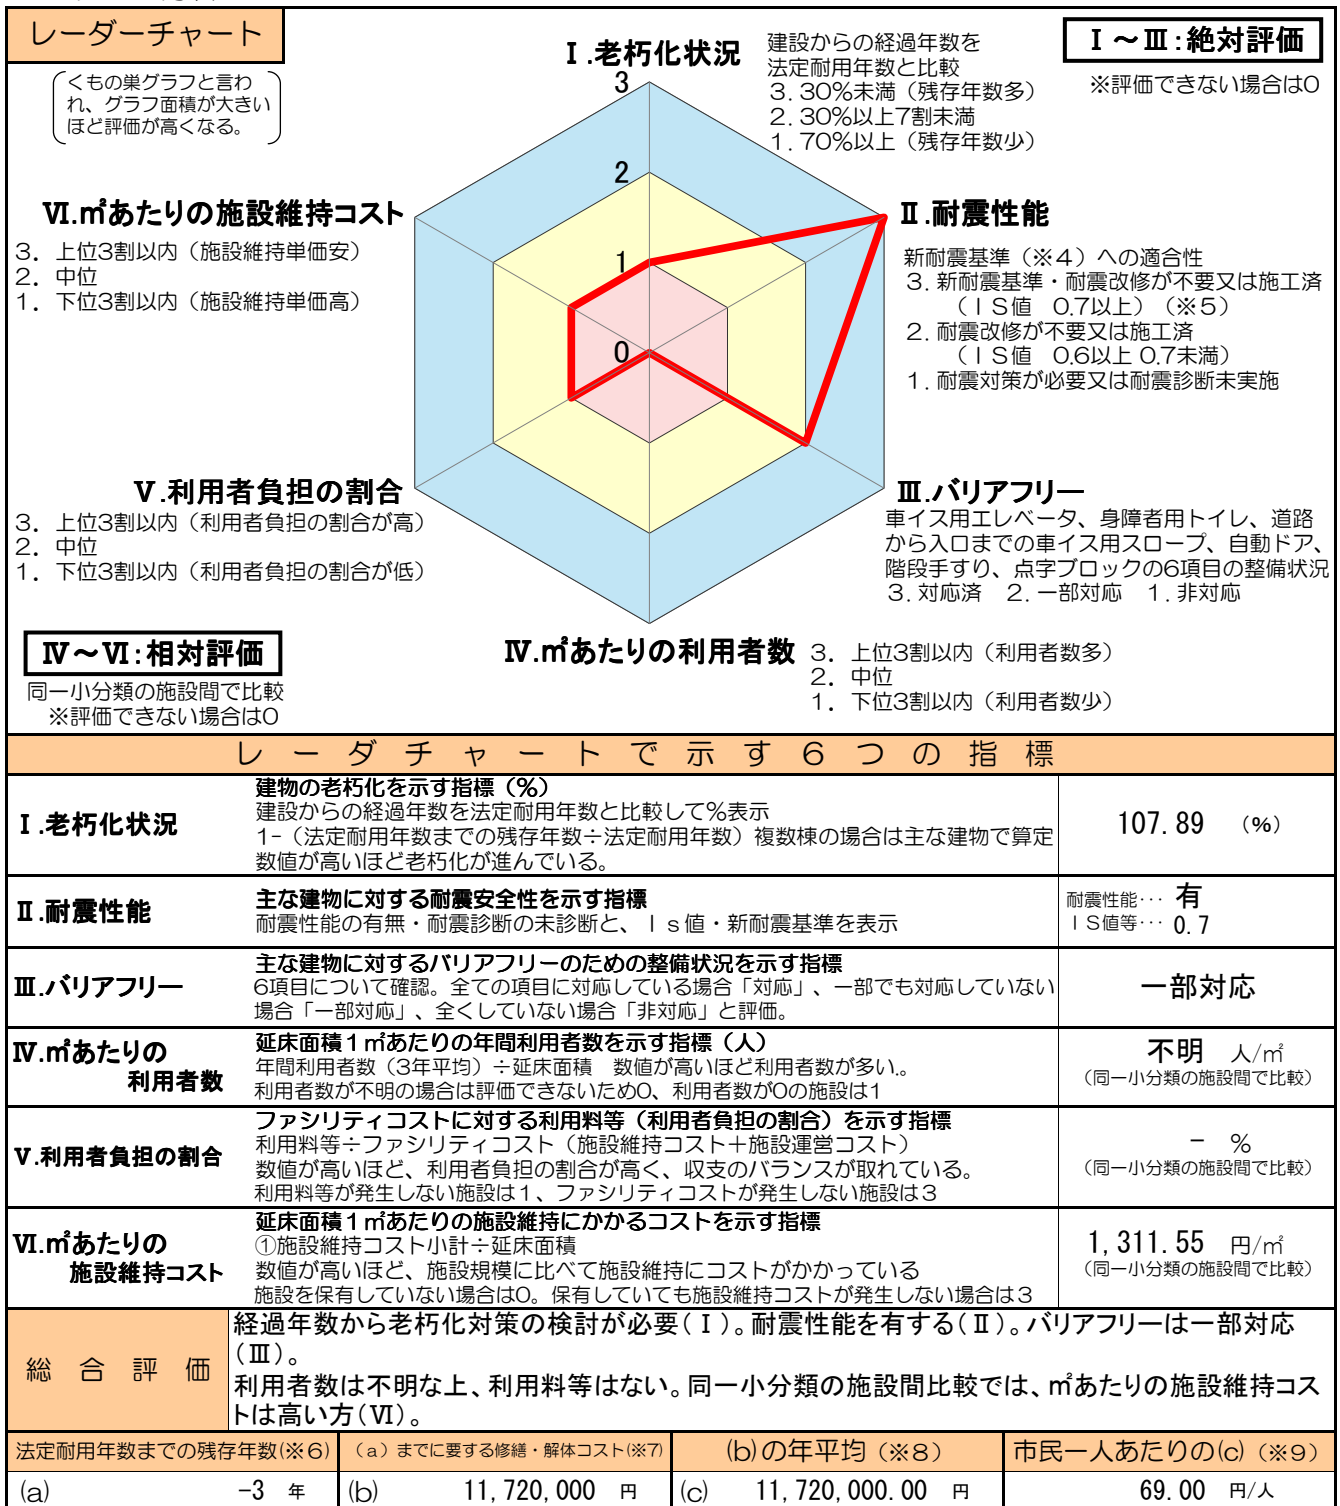 レーダーチャート
くもの巣グラフと言わ
れ、グラフ面積が大きい
ほど評価が高くなる。
Ⅰ～Ⅲ:絶対評価
※評価できない場合は0
Ⅰ.老朽化状況
建設からの経過年数を
法定耐用年数と比較
3. 30%未満（残存年数多）
2. 30%以上7割未満
1. 70%以上（残存年数少）
3
2
1
0
Ⅵ.㎡あたりの施設維持コスト
3. 上位3割以内（施設維持単価安）
2. 中位
1. 下位3割以内（施設維持単価高）
Ⅱ.耐震性能
新耐震基準（※4）への適合性
3. 新耐震基準・耐震改修が不要又は施工済
（ＩＳ値 0.7以上）（※5）
2. 耐震改修が不要又は施工済
（ＩＳ値 0.6以上 0.7未満）
1. 耐震対策が必要又は耐震診断未実施
Ⅴ.利用者負担の割合
3. 上位3割以内（利用者負担の割合が高）
2. 中位
1. 下位3割以内（利用者負担の割合が低）
Ⅲ.バリアフリー
車イス用エレベータ、身障者用トイレ、道路
から入口までの車イス用スロープ、自動ドア、
階段手すり、点字ブロックの6項目の整備状況
3. 対応済 2. 一部対応 1. 非対応
Ⅳ～Ⅵ:相対評価
同一小分類の施設間で比較
※評価できない場合は0
Ⅳ.㎡あたりの利用者数
3. 上位3割以内（利用者数多）
2. 中位
1. 下位3割以内（利用者数少）
レーダチャートで示す６つの指標
Ⅰ.老朽化状況
建物の老朽化を示す指標（%）
建設からの経過年数を法定耐用年数と比較して%表示
1-（法定耐用年数までの残存年数÷法定耐用年数）複数棟の場合は主な建物で算定
数値が高いほど老朽化が進んでいる。
107.89 （%）
Ⅱ.耐震性能
主な建物に対する耐震安全性を示す指標
耐震性能の有無・耐震診断の未診断と、Ｉｓ値・新耐震基準を表示
耐震性能… 有
ＩＳ値等… 0.7
Ⅲ.バリアフリー
主な建物に対するバリアフリーのための整備状況を示す指標
6項目について確認。全ての項目に対応している場合「対応」、一部でも対応していない
場合「一部対応」、全くしていない場合「非対応」と評価。
一部対応
Ⅳ.㎡あたりの
利用者数
延床面積１㎡あたりの年間利用者数を示す指標（人）
年間利用者数（3年平均）÷延床面積 数値が高いほど利用者数が多い。
利用者数が不明の場合は評価できないため0、利用者数が0の施設は1
不明 人/㎡
（同一小分類の施設間で比較）
Ⅴ.利用者負担の割合
ファシリティコストに対する利用料等（利用者負担の割合）を示す指標
利用料等÷ファシリティコスト（施設維持コスト＋施設運営コスト）
数値が高いほど、利用者負担の割合が高く、収支のバランスが取れている。
利用料等が発生しない施設は１、ファシリティコストが発生しない施設は３
－ %
（同一小分類の施設間で比較）
Ⅵ.㎡あたりの
施設維持コスト
延床面積１㎡あたりの施設維持にかかるコストを示す指標
①施設維持コスト小計÷延床面積
数値が高いほど、施設規模に比べて施設維持にコストがかかっている
施設を保有していない場合は0。保有していても施設維持コストが発生しない場合は３
1,311.55 円/㎡
（同一小分類の施設間で比較）
総合評価
経過年数から老朽化対策の検討が必要(Ⅰ)。耐震性能を有する(Ⅱ)。バリアフリーは一部対応
(Ⅲ)。
利用者数は不明な上、利用料等はない。同一小分類の施設間比較では、㎡あたりの施設維持コス
トは高い方(Ⅵ)。
法定耐用年数までの残存年数(※6)
（a）までに要する修繕・解体コスト(※7)
(b)の年平均（※8）
市民一人あたりの(c)（※9）
(a) -3 年
(b) 11,720,000 円
(c) 11,720,000.00 円
69.00 円/人